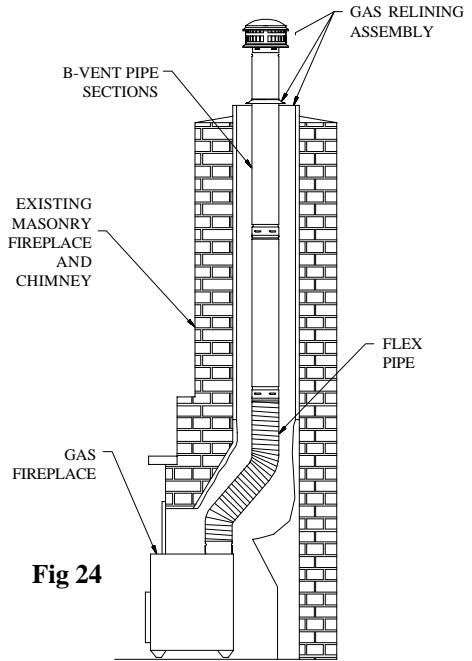 GAS RELINING
ASSEMBLY
B-VENT PIPE
SECTIONS
EXISTING
MASONRY
FIREPLACE
AND
CHIMNEY
FLEX
PIPE
GAS
FIREPLACE
Fig 24